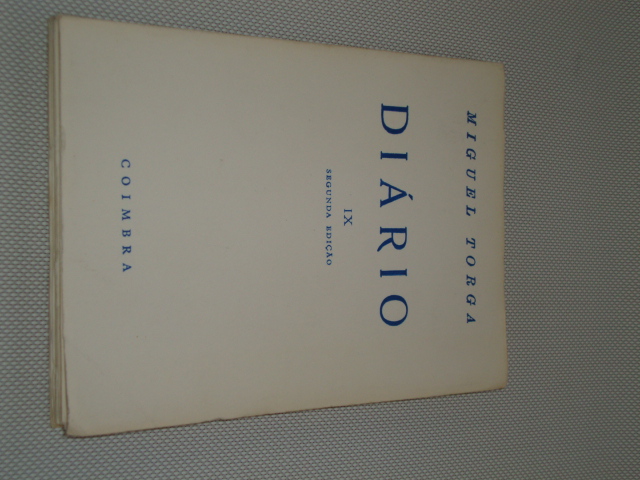 MIGUEL TORGA
DIÁRIO
IX
SEGUNDA EDIÇÃO
COIMBRA